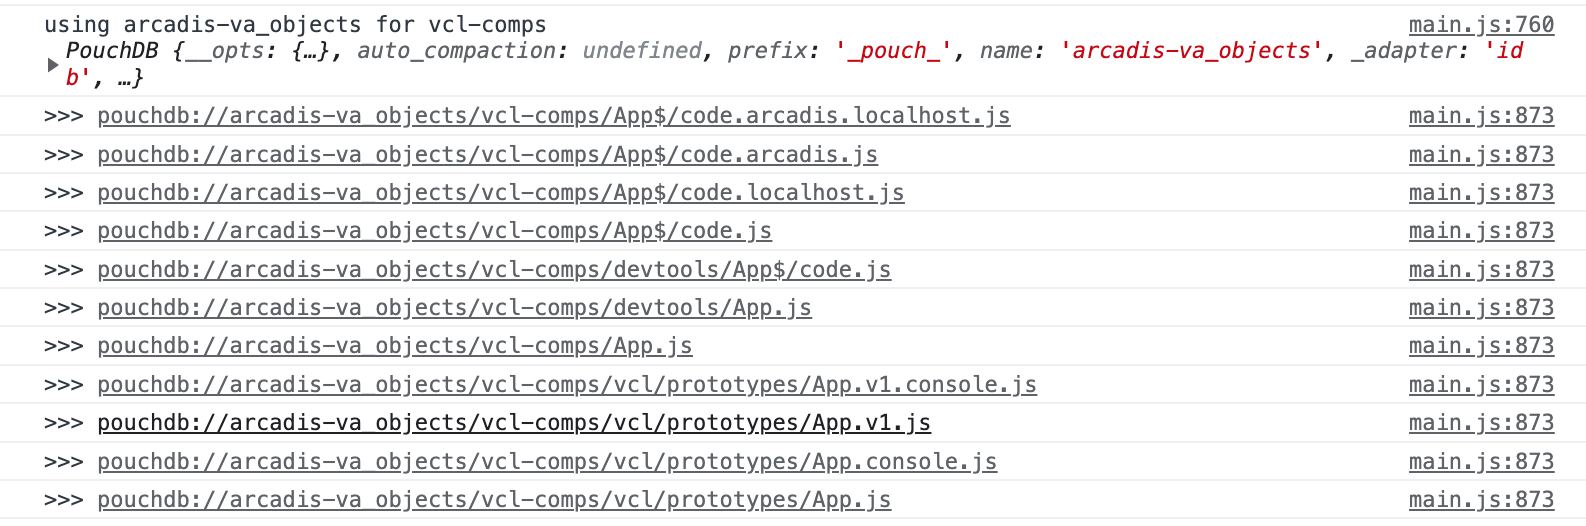 using arcadis-va_objects for vcl-comps main.js:760
PouchDB {__opts: {…}, auto_compaction: undefined, prefix: '_pouch_', name: 'arcadis-va_objects', _adapter: 'id
b', …}
>>> pouchdb://arcadis-va_objects/vcl-comps/App$/code.arcadis.localhost.js main.js:873
>>> pouchdb://arcadis-va_objects/vcl-comps/App$/code.arcadis.js main.js:873
>>> pouchdb://arcadis-va_objects/vcl-comps/App$/code.localhost.js main.js:873
>>> pouchdb://arcadis-va_objects/vcl-comps/App$/code.js main.js:873
>>> pouchdb://arcadis-va_objects/vcl-comps/devtools/App$/code.js main.js:873
>>> pouchdb://arcadis-va_objects/vcl-comps/devtools/App.js main.js:873
>>> pouchdb://arcadis-va_objects/vcl-comps/App.js main.js:873
>>> pouchdb://arcadis-va_objects/vcl-comps/vcl/prototypes/App.v1.console.js main.js:873
>>> pouchdb://arcadis-va_objects/vcl-comps/vcl/prototypes/App.v1.js main.js:873
>>> pouchdb://arcadis-va_objects/vcl-comps/vcl/prototypes/App.console.js main.js:873
>>> pouchdb://arcadis-va_objects/vcl-comps/vcl/prototypes/App.js main.js:873